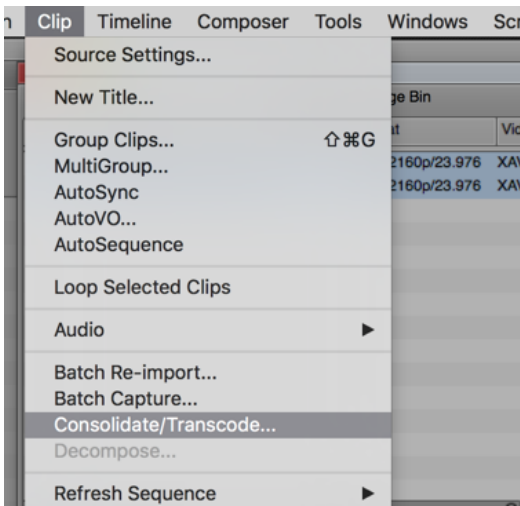 Clip Timeline Composer Tools Windows Scr
Source Settings...
New Title...
ge Bin
Group Clips... ⇧⌘G
MultiGroup...
2160p/23.976 XAV
AutoSync
2160p/23.976 XAV
AutoVO...
AutoSequence
Loop Selected Clips
Audio ▶
Batch Re-import...
Batch Capture...
Consolidate/Transcode...
Decompose...
Refresh Sequence ▶